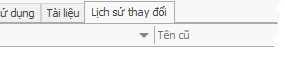 ử dụng Tài liệu Lịch sử thay đổi
Tên cũ